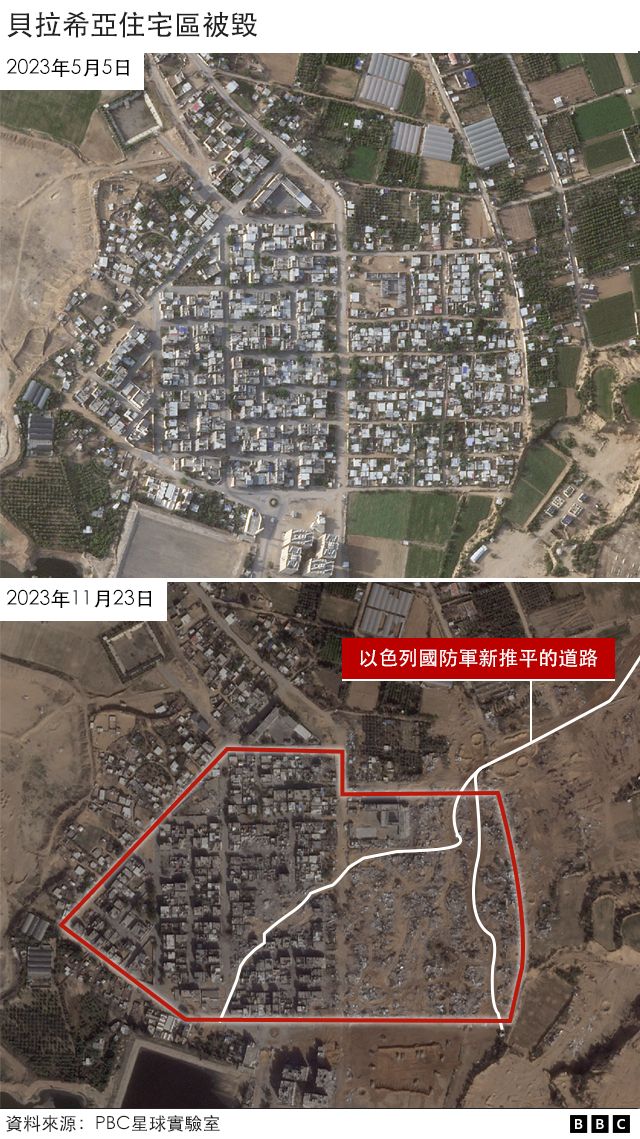 貝拉希亞住宅區被毀
2023年5月5日
2023年11月23日
以色列國防軍新推平的道路
資料來源：PBC星球實驗室
BBC